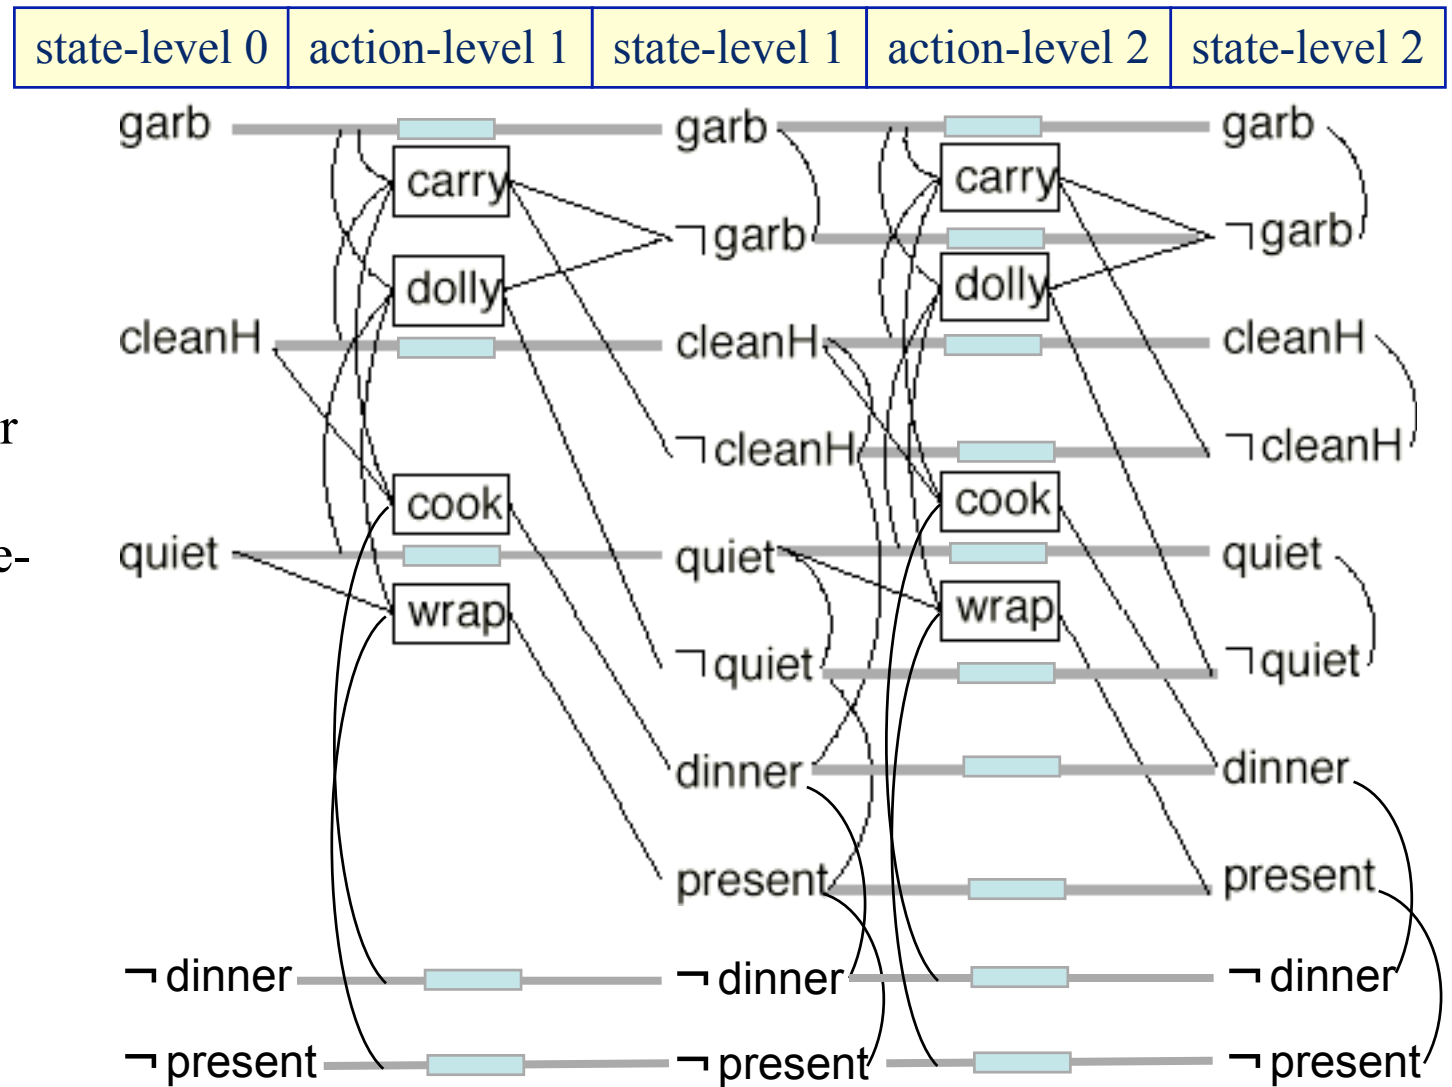 state-level 0 action-level 1 state-level 1 action-level 2 state-level 2
garb garb garb
carry carry
¬garb ¬garb
dolly dolly
cleanH cleanH cleanH
r
¬cleanH ¬cleanH
cook cook
e-
quiet quiet quiet
wrap wrap
¬quiet ¬quiet
dinner dinner
present present
¬ dinner ¬ dinner ¬ dinner
¬ present ¬ present ¬ present